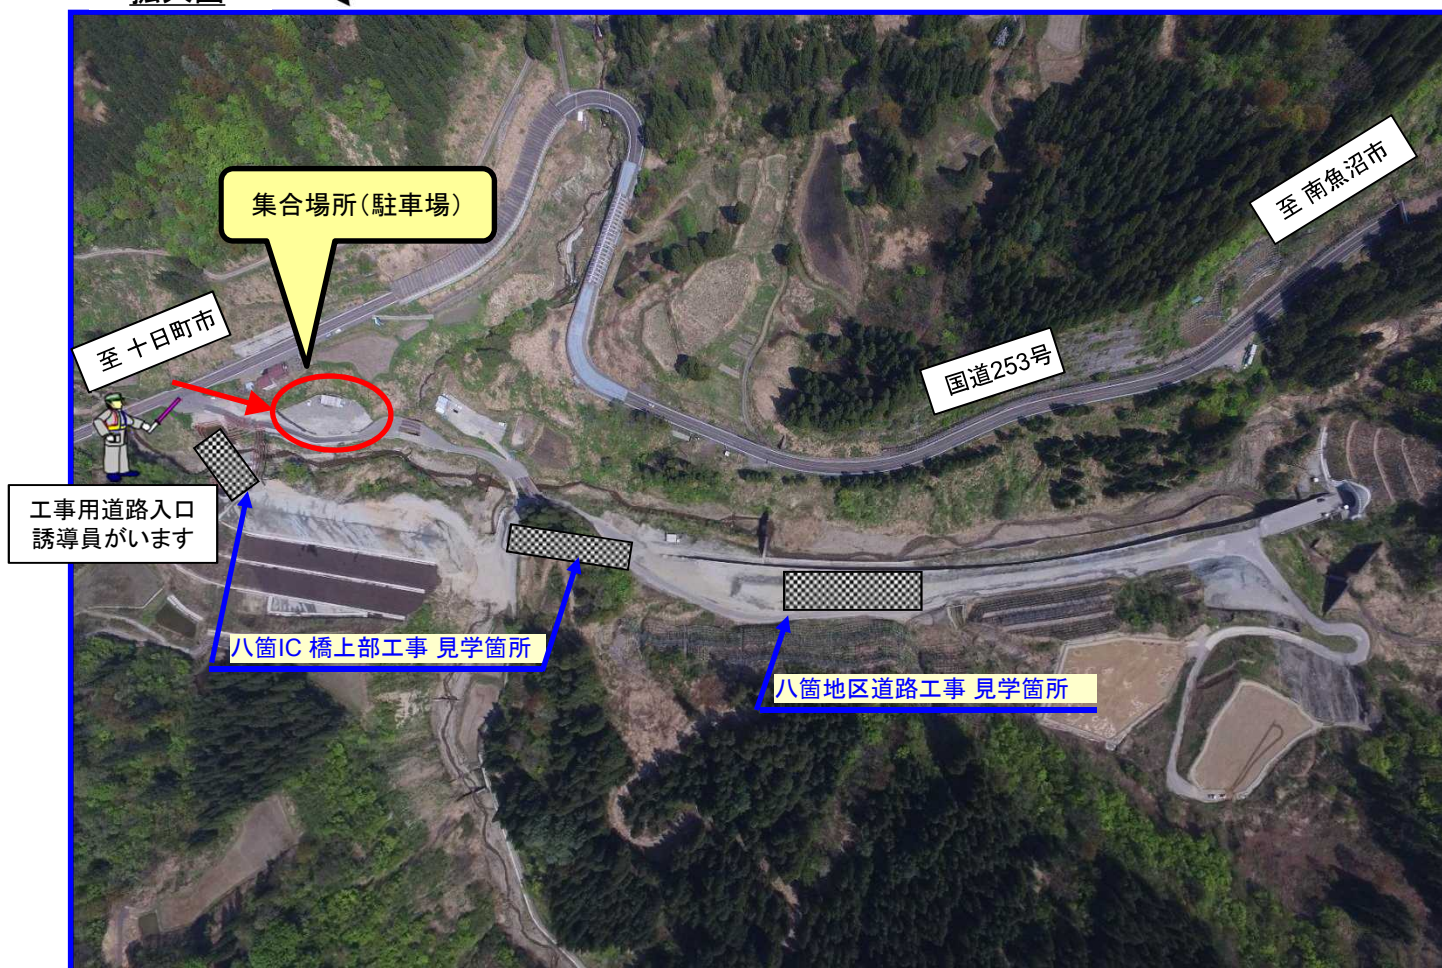 拡大図
集合場所(駐車場)
至 南魚沼市
至 十日町市
国道253号
工事用道路入口
誘導員がいます
八箇IC 橋上部工事 見学箇所
八箇地区道路工事 見学箇所